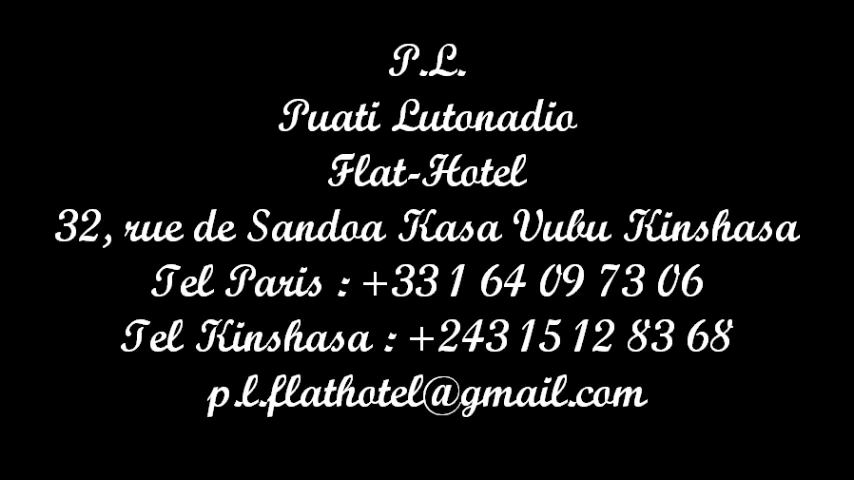 P.L.
Puati Lutonadio
Flat-Hotel
32, rue de Sandoa Kasa Vubu Kinshasa
Tel Paris : +33 1 64 09 73 06
Tel Kinshasa : +243 15 12 83 68
p.l.flathotel@gmail.com